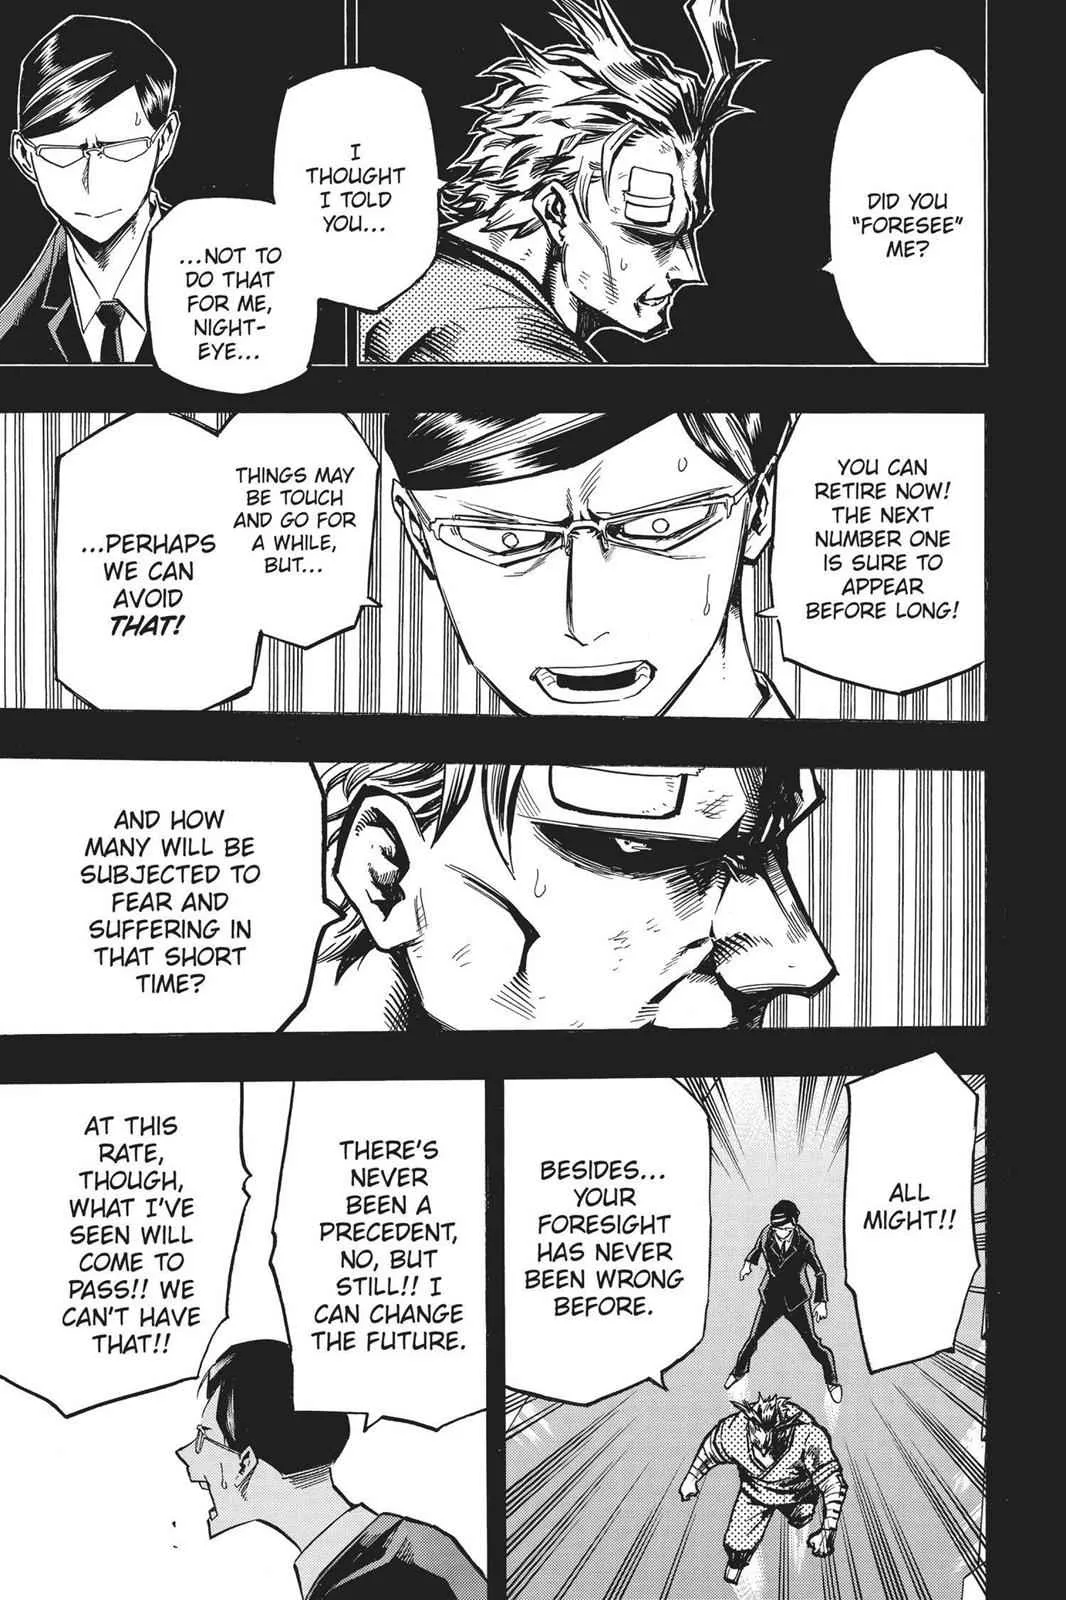 DID YOU
"FORESEE"
ME?
I
THOUGHT
I TOLD
YOU...
...NOT TO
DO THAT
FOR ME,
NIGHT-
EYE...
YOU CAN
RETIRE NOW!
THE NEXT
NUMBER ONE
IS SURE TO
APPEAR
BEFORE LONG!
THINGS MAY
BE TOUCH
AND GO FOR
A WHILE,
BUT...
...PERHAPS
WE CAN
AVOID
THAT!
AND HOW
MANY WILL BE
SUBJECTED TO
FEAR AND
SUFFERING IN
THAT SHORT
TIME?
ALL
MIGHT!!
BESIDES...
YOUR
FORESIGHT
HAS NEVER
BEEN WRONG
BEFORE.
THERE'S
NEVER
BEEN A
PRECEDENT,
NO, BUT
STILL!! I
CAN CHANGE
THE FUTURE.
AT THIS
RATE,
THOUGH,
WHAT I'VE
SEEN WILL
COME TO
PASS!! WE
CAN'T HAVE
THAT!!